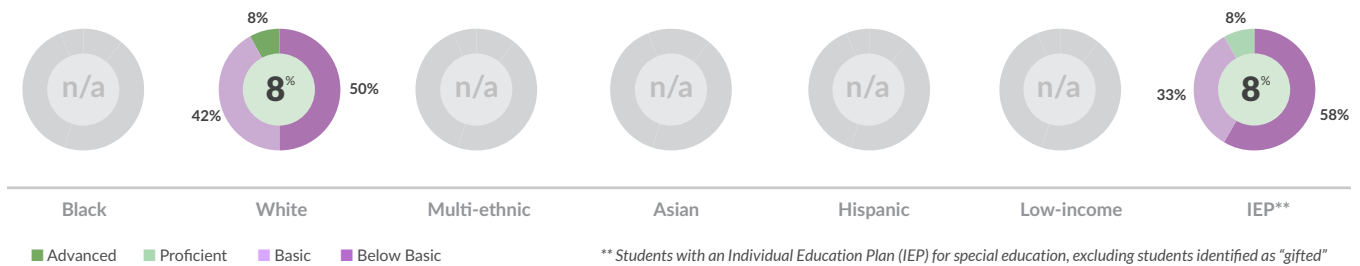 8% 8%
n/a 8% 50% n/a n/a n/a n/a 33% 8%
42% 58%
Black White Multi-ethnic Asian Hispanic Low-income IEP**
Advanced Proficient Basic Below Basic ** Students with an Individual Education Plan (IEP) for special education, excluding students identified as “gifted”